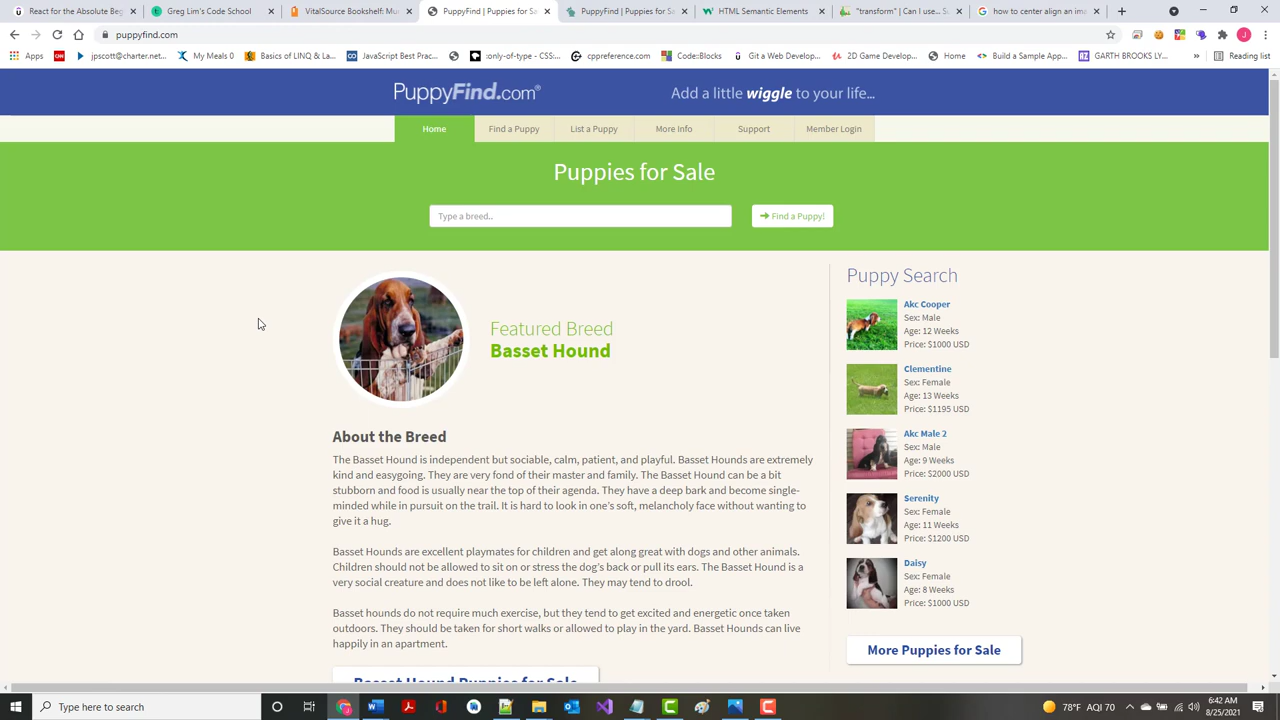 React for the Absolute Beg
Greg Lim's Code School
VitalSource Bookshelf: Mu
PuppyFind - Puppies for S
PuppyFind - Puppies for Sa
HTML Semantic Elements
"transform" | Can I use... S
how to center align an ima
puppyfind.com
Apps
CNN
jpscott@charter.net...
My Meals 0
Basics of LINQ & La...
JavaScript Best Prac...
:only-of-type - CSS:...
cppreference.com
Code::Blocks
Git a Web Develop...
2D Game Develop...
Home
Build a Sample App...
GARTH BROOKS LY...
»
Reading list
PuppyFind.com®
Add a little wiggle to your life...
Home
Find a Puppy
List a Puppy
More Info
Support
Member Login
Puppies for Sale
Type a breed..
Find a Puppy!
Featured Breed
Basset Hound
About the Breed
The Basset Hound is independent but sociable, calm, patient, and playful. Basset Hounds are extremely
kind and easygoing. They are very fond of their master and family. The Basset Hound can be a bit
stubborn and food is usually near the top of their agenda. They have a deep bark and become single-
minded while in pursuit on the trail. It is hard to look in one's soft, melancholy face without wanting to
give it a hug.
Basset Hounds are excellent playmates for children and get along great with dogs and other animals.
Children should not be allowed to sit on or stress the dog's back or pull its ears. The Basset Hound is a
very social creature and does not like to be left alone. They may tend to drool.
Basset hounds do not require much exercise, but they tend to get excited and energetic once taken
outdoors. They should be taken for short walks or allowed to play in the yard. Basset Hounds can live
happily in an apartment.
Basset Hound Puppies for Sale
Puppy Search
Akc Cooper
Sex: Male
Age: 12 Weeks
Price: $1000 USD
Clementine
Sex: Female
Age: 13 Weeks
Price: $1195 USD
Akc Male 2
Sex: Male
Age: 9 Weeks
Price: $2000 USD
Serenity
Sex: Female
Age: 11 Weeks
Price: $1200 USD
Daisy
Sex: Female
Age: 8 Weeks
Price: $1000 USD
More Puppies for Sale
Type here to search
78°F AQI 70
6:42 AM
8/25/2021